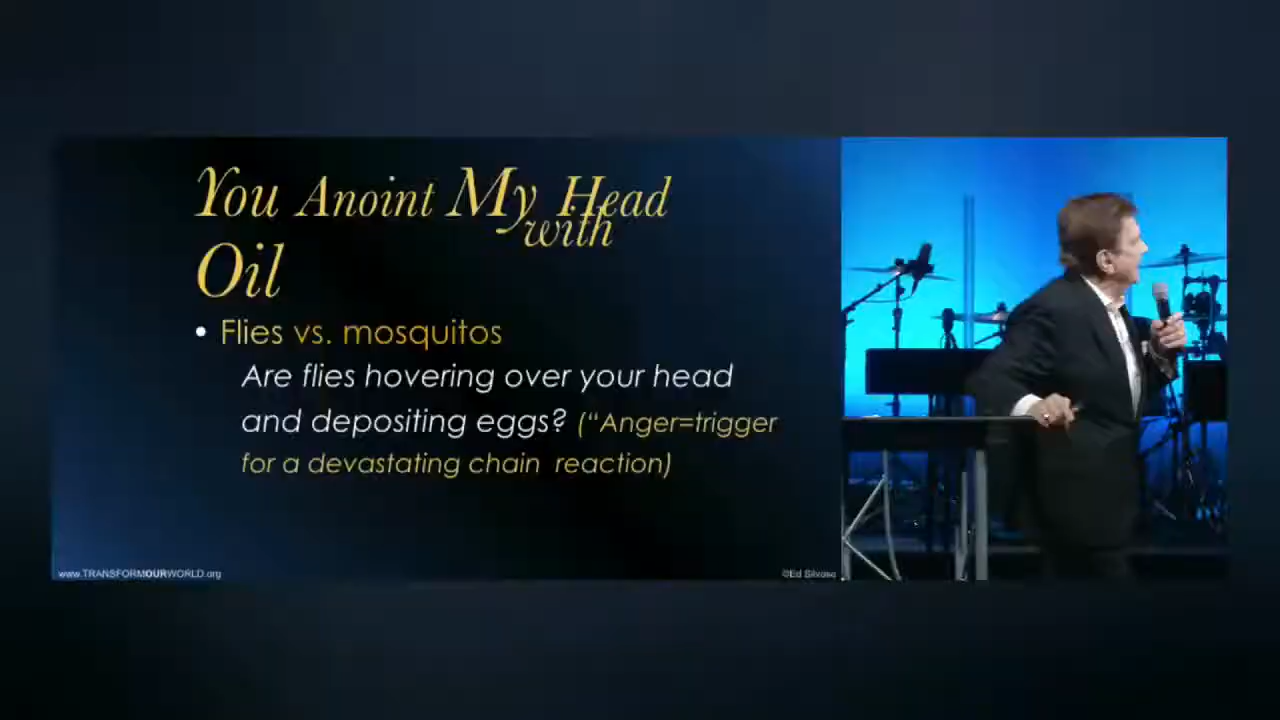 You Anoint My Head
with
Oil
• Flies vs. mosquitos
Are flies hovering over your head
and depositing eggs? (“Anger=trigger
for a devastating chain reaction)
www.TRANSFORMOURWORLD.org
©Ed Silvoso